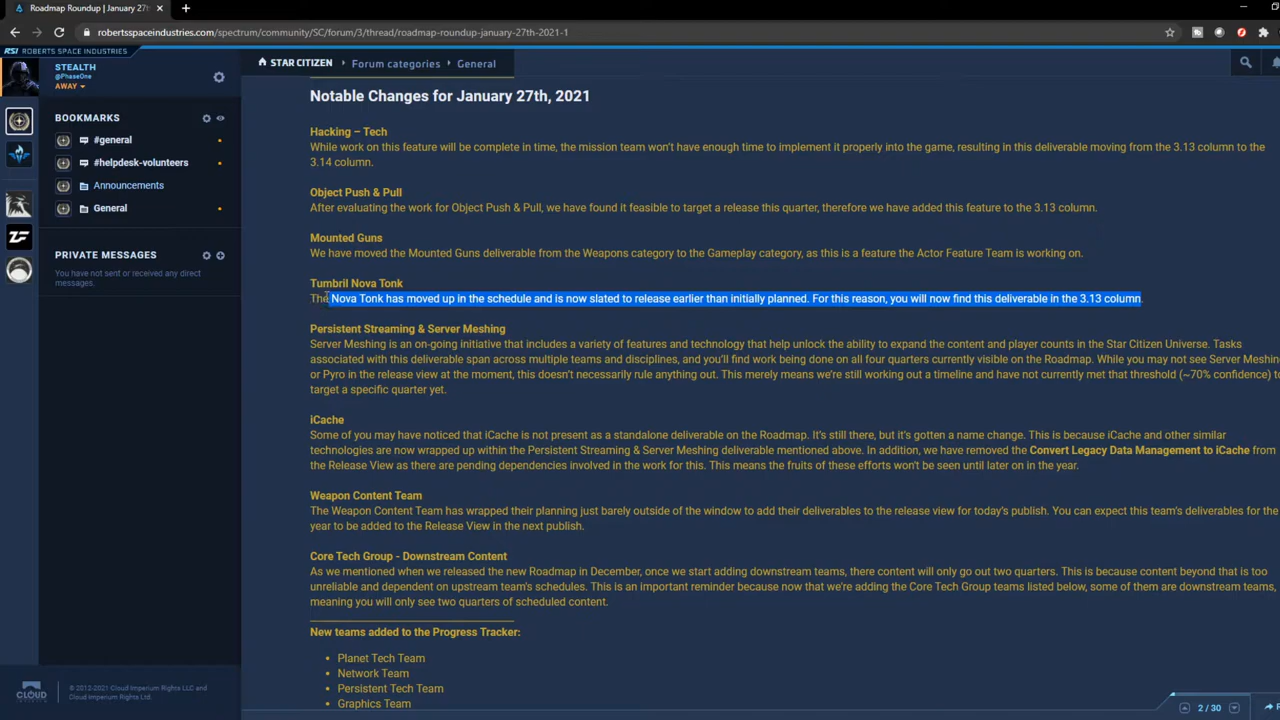 Roadmap Roundup | January 27th
robertsspaceindustries.com/spectrum/community/SC/forum/3/thread/roadmap-roundup-january-27th-2021-1
RSI ROBERTS SPACE INDUSTRIES
STEALTH
@PhaseOne
AWAY
STAR CITIZEN > Forum categories > General
BOOKMARKS
#general
#helpdesk-volunteers
Announcements
General
PRIVATE MESSAGES
You have not sent or received any direct
messages.
Notable Changes for January 27th, 2021
Hacking – Tech
While work on this feature will be complete in time, the mission team won't have enough time to implement it properly into the game, resulting in this deliverable moving from the 3.13 column to the
3.14 column.
Object Push & Pull
After evaluating the work for Object Push & Pull, we have found it feasible to target a release this quarter, therefore we have added this feature to the 3.13 column.
Mounted Guns
We have moved the Mounted Guns deliverable from the Weapons category to the Gameplay category, as this is a feature the Actor Feature Team is working on.
Tumbril Nova Tonk
The Nova Tonk has moved up in the schedule and is now slated to release earlier than initially planned. For this reason, you will now find this deliverable in the 3.13 column.
Persistent Streaming & Server Meshing
Server Meshing is an on-going initiative that includes a variety of features and technology that help unlock the ability to expand the content and player counts in the Star Citizen Universe. Tasks
associated with this deliverable span across multiple teams and disciplines, and you'll find work being done on all four quarters currently visible on the Roadmap. While you may not see Server Meshin
or Pyro in the release view at the moment, this doesn't necessarily rule anything out. This merely means we're still working out a timeline and have not currently met that threshold (~70% confidence) to
target a specific quarter yet.
iCache
Some of you may have noticed that iCache is not present as a standalone deliverable on the Roadmap. It's still there, but it's gotten a name change. This is because iCache and other similar
technologies are now wrapped up within the Persistent Streaming & Server Meshing deliverable mentioned above. In addition, we have removed the Convert Legacy Data Management to iCache from
the Release View as there are pending dependencies involved in the work for this. This means the fruits of these efforts won't be seen until later on in the year.
Weapon Content Team
The Weapon Content Team has wrapped their planning just barely outside of the window to add their deliverables to the release view for today's publish. You can expect this team's deliverables for the
year to be added to the Release View in the next publish.
Core Tech Group - Downstream Content
As we mentioned when we released the new Roadmap in December, once we start adding downstream teams, there content will only go out two quarters. This is because content beyond that is too
unreliable and dependent on upstream team's schedules. This is an important reminder because now that we're adding the Core Tech Group teams listed below, some of them are downstream teams,
meaning you will only see two quarters of scheduled content.
New teams added to the Progress Tracker:
• Planet Tech Team
• Network Team
• Persistent Tech Team
• Graphics Team
CLOUD
© 2012-2021 Cloud Imperium Rights LLC and
Cloud Imperium Rights Ltd.
2 / 30